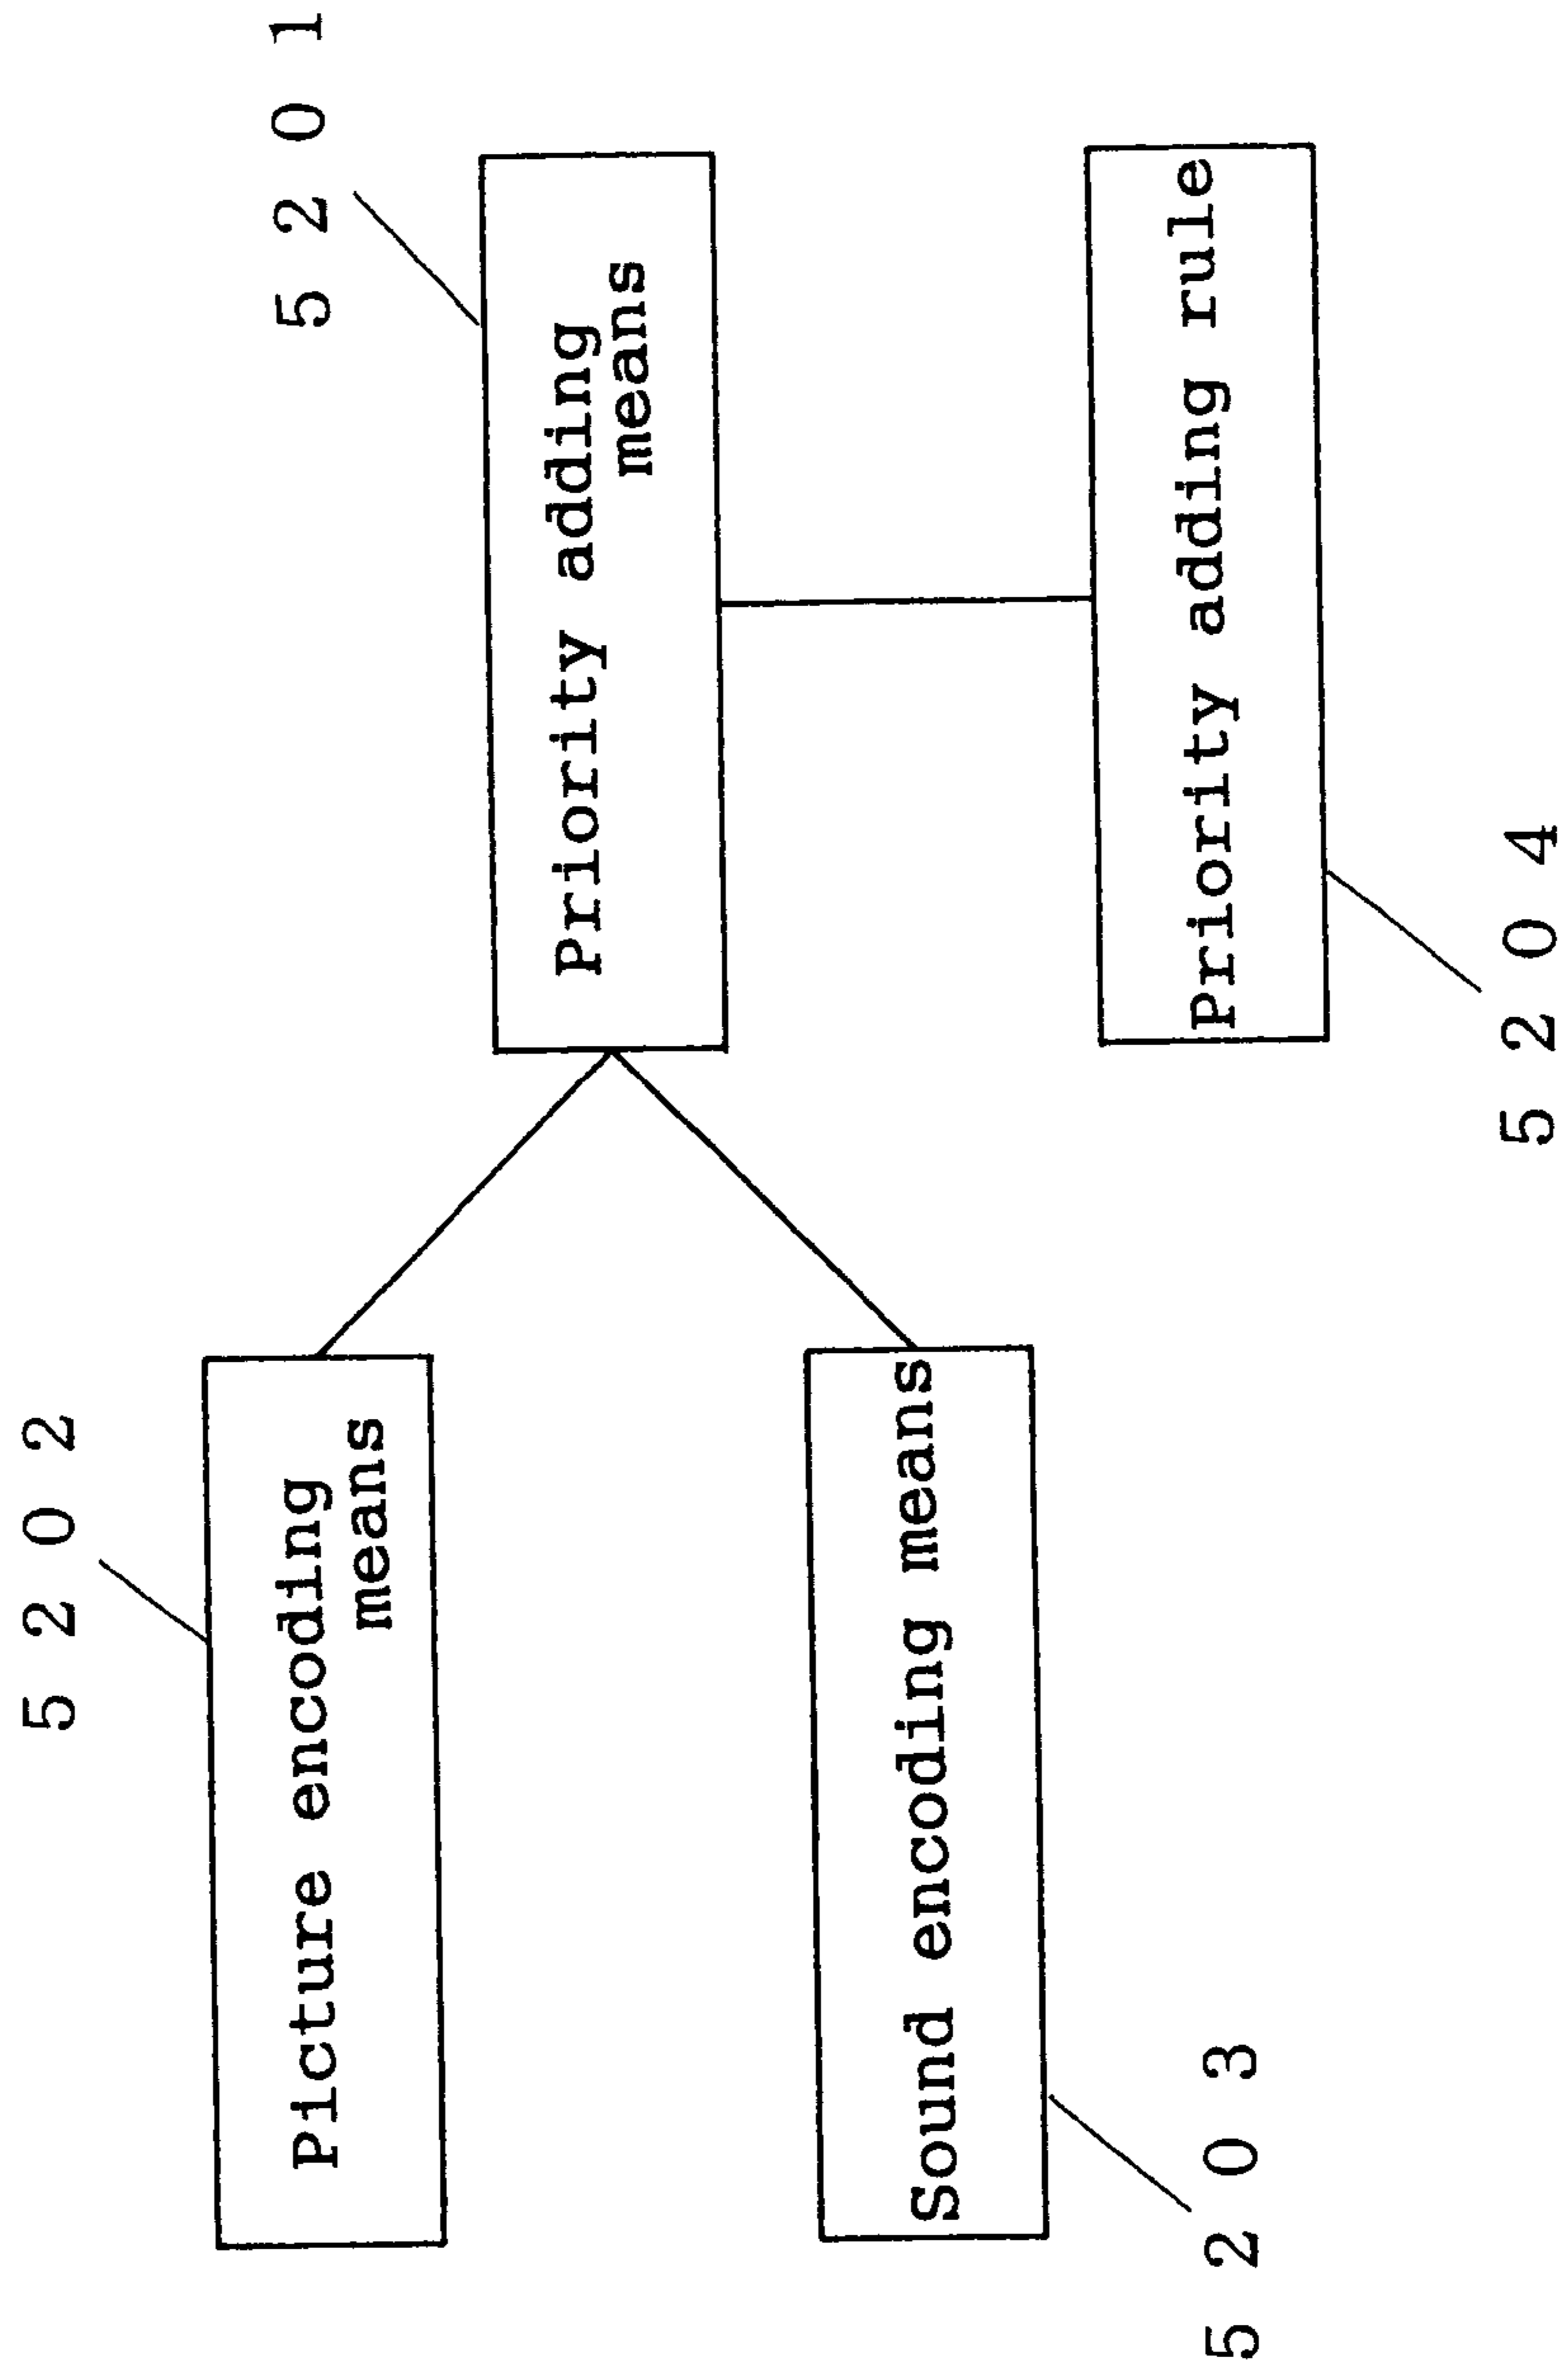 5202
Picture encoding
means
5201
Priority adding
means
Sound encoding means
5203
Priority adding rule
5204